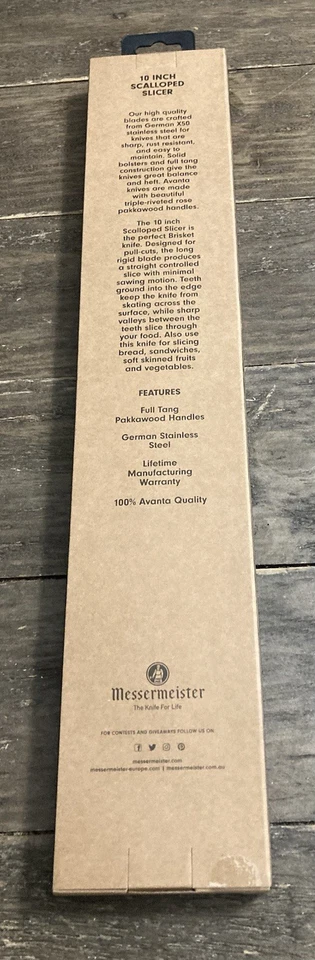 10 INCH
SCALLOPED
SLICER
Our high quality
blades are crafted
from German X50
stainless steel for
knives that are
sharp, rust resistant,
and easy to
maintain. Solid
bolsters and full tang
construction give the
knives great balance
and heft. Avanta
knives are made
with beautiful
triple-riveted rose
pakkawood handles.
The 10 inch
Scalloped Slicer is
the perfect Brisket
knife. Designed for
pull-cuts, the long
rigid blade produces
a straight controlled
slice with minimal
sawing motion. Teeth
ground into the edge
keep the knife from
skating across the
surface, while sharp
valleys between the
teeth slice through
your food. Also use
this knife for slicing
bread, sandwiches,
soft skinned fruits
and vegetables.
FEATURES
Full Tang
Pakkawood Handles
German Stainless
Steel
Lifetime
Manufacturing
Warranty
100% Avanta Quality
Messermeister
The Knife For Life
FOR CONTESTS AND GIVEAWAYS FOLLOW US ON:
messermeister.com
messermeister-europe.com | messermeister.com.au